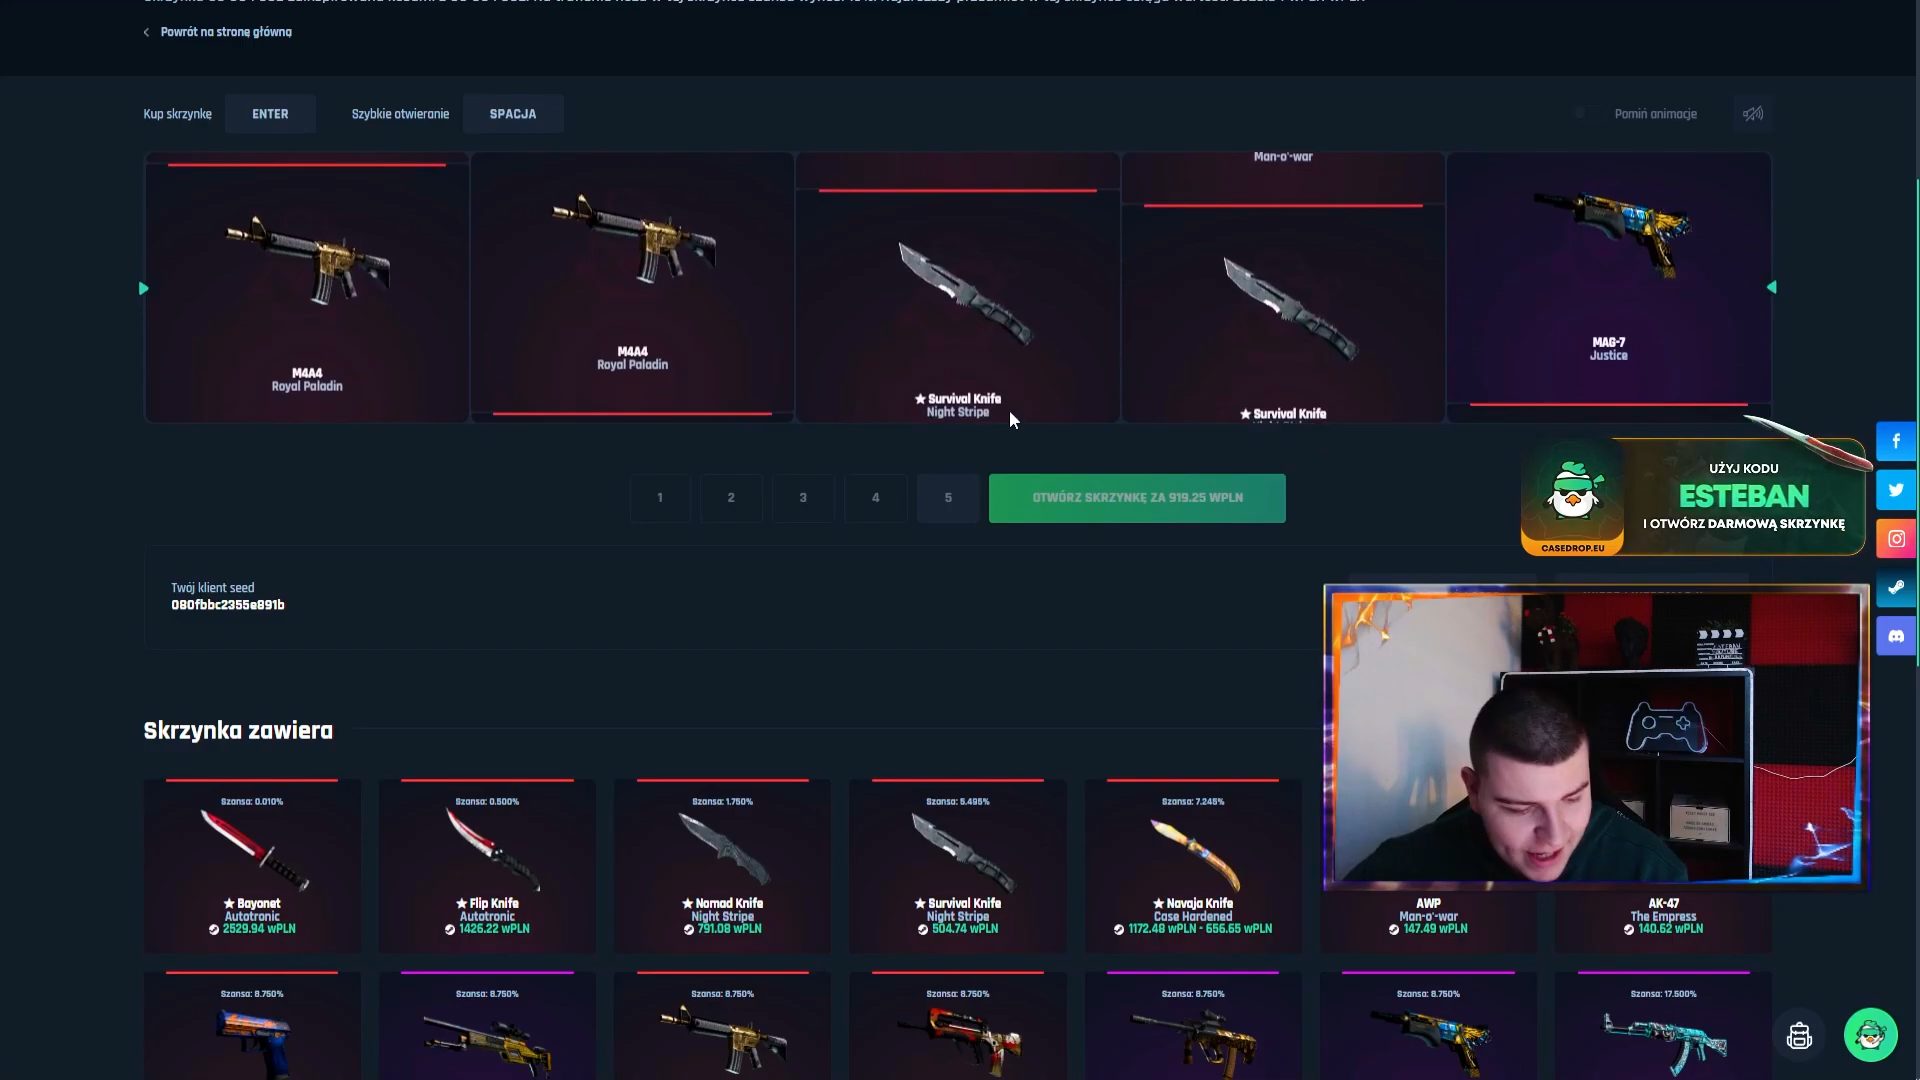 Powrót na stronę główną
Kup skrzynkę
ENTER
Szybkie otwieranie
SPACJA
Pomiń animacje
Man-o'-war
M4A4
Royal Paladin
M4A4
Royal Paladin
★ Survival Knife
Night Stripe
★ Survival Knife
MAG-7
Justice
1
2
3
4
5
OTWÓRZ SKRZYNKĘ ZA 919.25 WPLN
UŻYJ KODU
ESTEBAN
I OTWÓRZ DARMOWĄ SKRZYNKĘ
CASEDROP.EU
Twój klient seed
080fbbc2355e891b
Skrzynka zawiera
Szansa: 0.010%
★ Bayonet
Autotronic
2529.94 wPLN
Szansa: 0.500%
★ Flip Knife
Autotronic
1426.22 wPLN
Szansa: 1.750%
★ Nomad Knife
Night Stripe
791.08 wPLN
Szansa: 5.495%
★ Survival Knife
Night Stripe
504.74 wPLN
Szansa: 7.245%
★ Navaja Knife
Case Hardened
1172.48 wPLN - 656.65 wPLN
AWP
Man-o'-war
147.49 wPLN
AK-47
The Empress
140.62 wPLN
Szansa: 8.750%
Szansa: 8.750%
Szansa: 8.750%
Szansa: 8.750%
Szansa: 8.750%
Szansa: 8.750%
Szansa: 17.500%